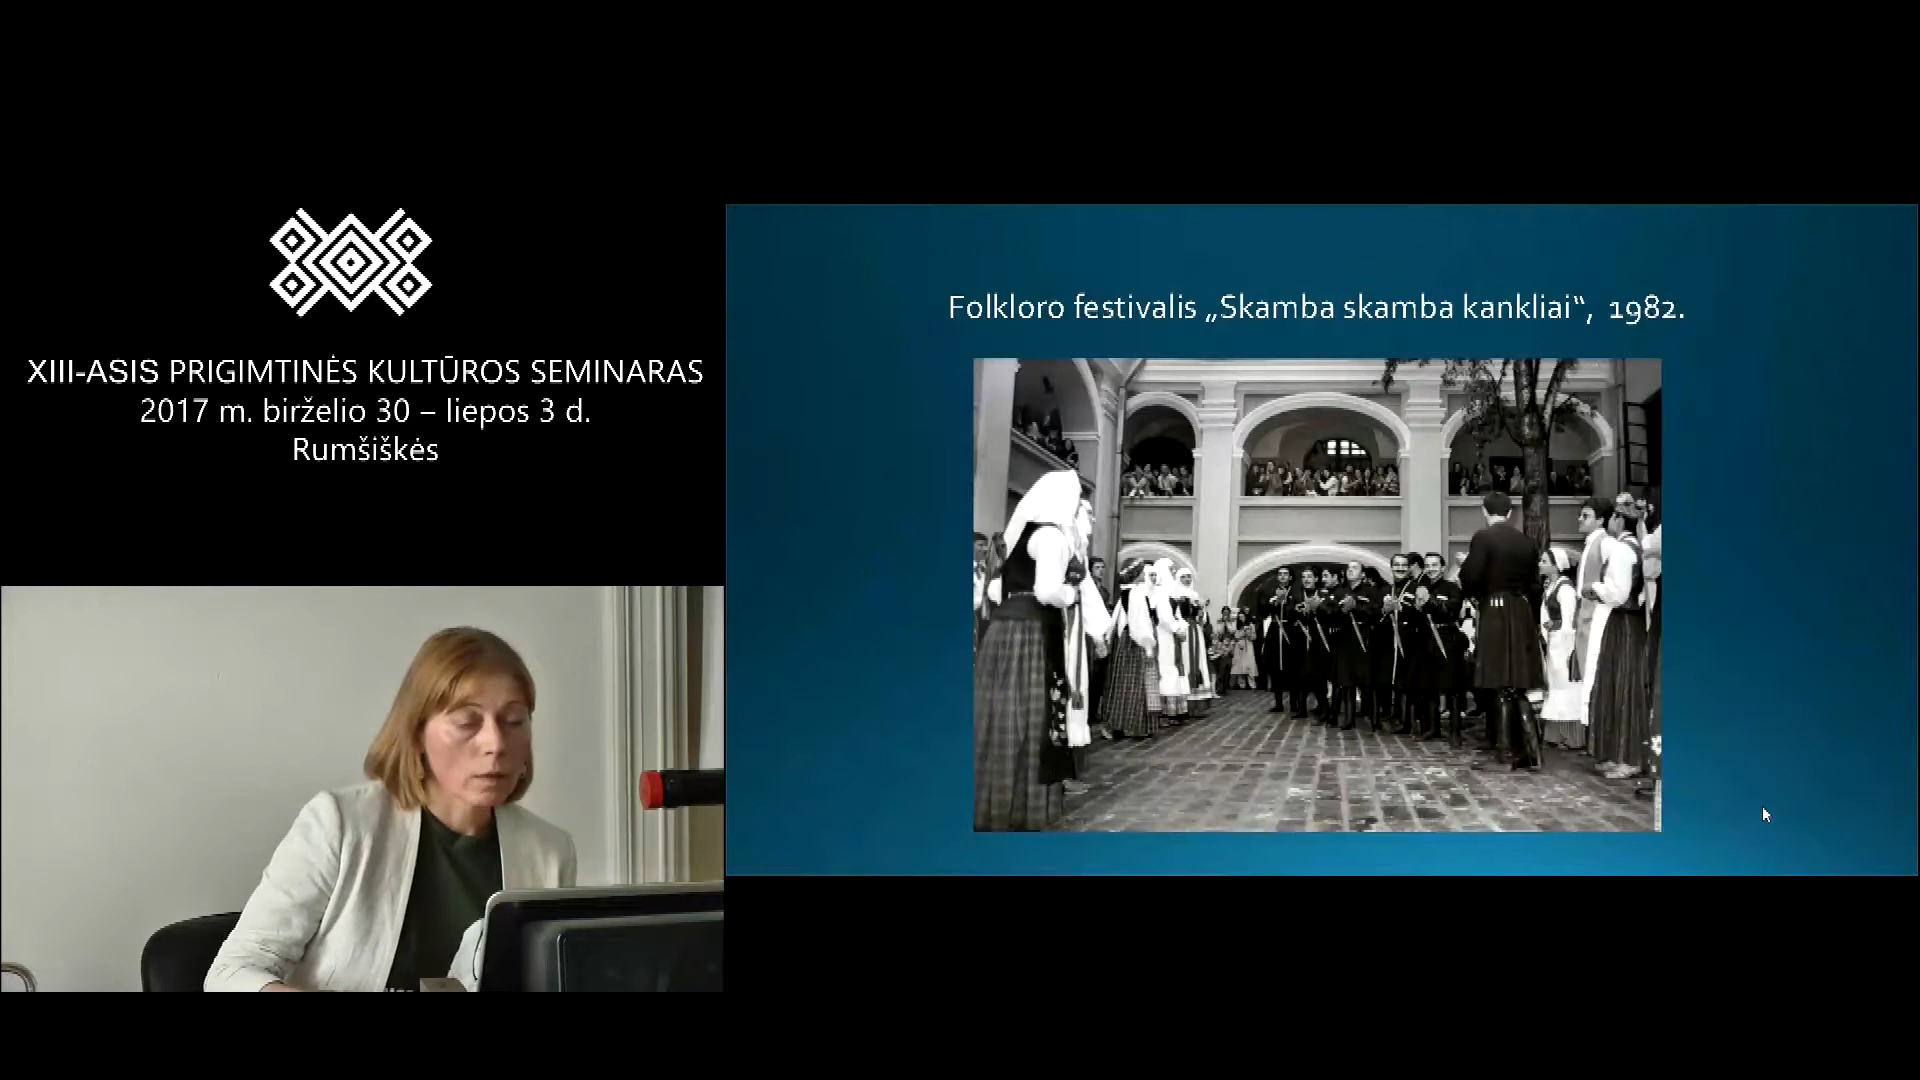 XIII-ASIS PRIGIMTINĖS KULTŪROS SEMINARAS
2017 m. birželio 30 – liepos 3 d.
Rumšiškės
Folkloro festivalis „Skamba skamba kankliai“, 1982.